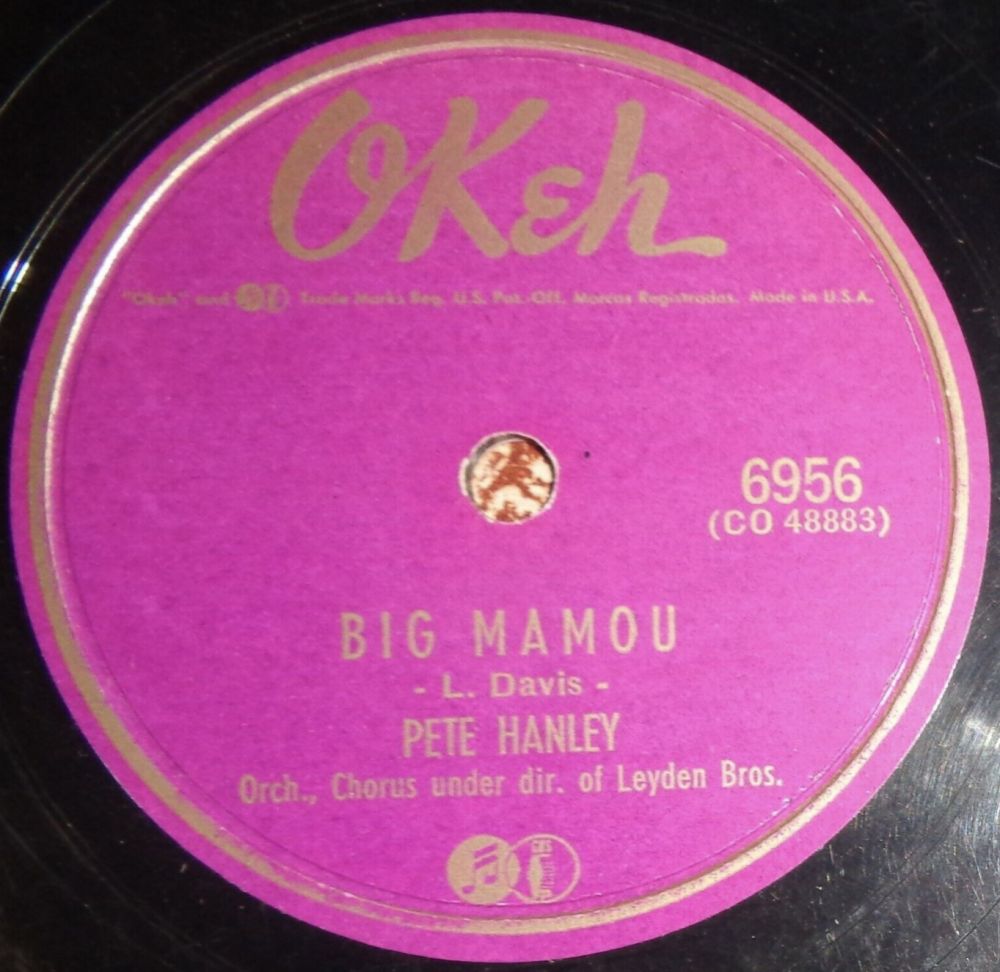 OKeh
"Okeh" and Trade Marks Reg. U.S. Pat. Off. Marcas Registradas. Made in U.S.A.
6956
(CO 48883)
BIG MAMOU
- L. Davis -
PETE HANLEY
Orch., Chorus under dir. of Leyden Bros.
CBS